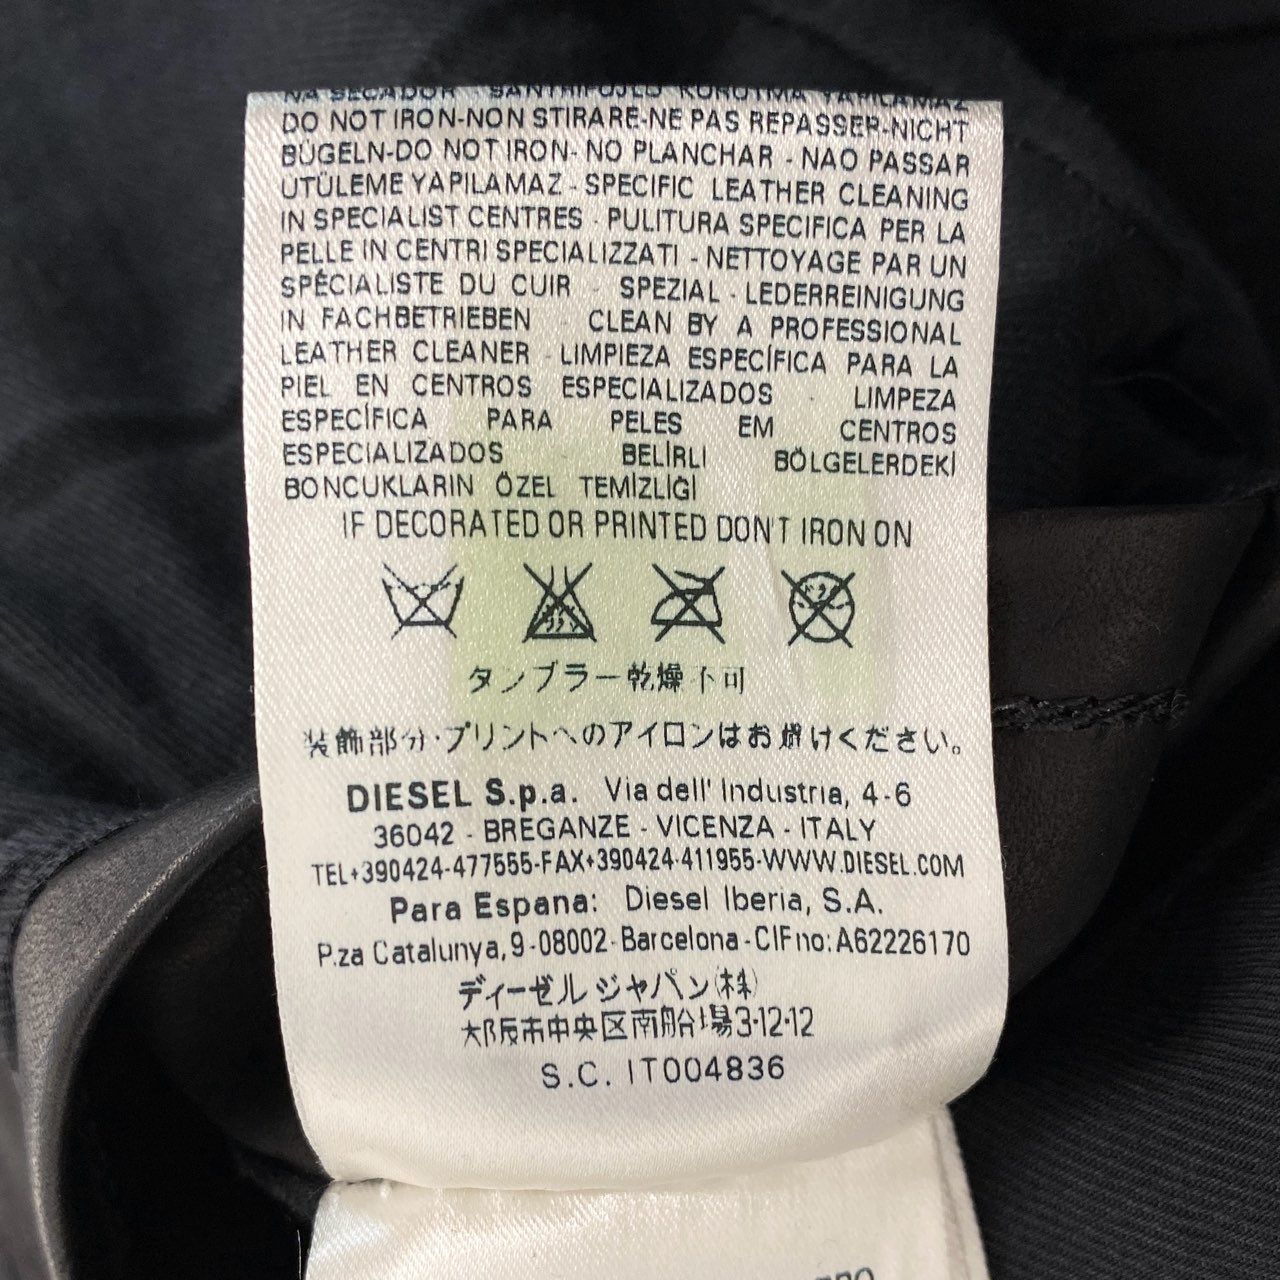 NA SECADOR - SANTRIFÜJLÜ KURUTMA YAPILAMAZ
DO NOT IRON-NON STIRARE-NE PAS REPASSER-NICHT
BÜGELN-DO NOT IRON- NO PLANCHAR - NAO PASSAR
ÜTÜLEME YAPILAMAZ - SPECIFIC LEATHER CLEANING
IN SPECIALIST CENTRES - PULITURA SPECIFICA PER LA
PELLE IN CENTRI SPECIALIZZATI - NETTOYAGE PAR UN
SPÉCIALISTE DU CUIR - SPEZIAL - LEDERREINIGUNG
IN FACHBETRIEBEN - CLEAN BY A PROFESSIONAL
LEATHER CLEANER - LIMPIEZA ESPECÍFICA PARA LA
PIEL EN CENTROS ESPECIALIZADOS - LIMPEZA
ESPECÍFICA PARA PELES EM CENTROS
ESPECIALIZADOS BELİRLI BÖLGELERDEKİ
BONCUKLARIN ÖZEL TEMİZLİĞİ
IF DECORATED OR PRINTED DON'T IRON ON
タンブラー乾燥不可
装飾部分・プリントへのアイロンはお避けください。
DIESEL S.p.a. Via dell' Industria, 4-6
36042 - BREGANZE - VICENZA - ITALY
TEL+390424-477555-FAX+390424-411955-WWW.DIESEL.COM
Para Espana: Diesel Iberia, S.A.
P.za Catalunya, 9-08002-Barcelona-CIFno: A62226170
ディーゼル ジャパン(株)
大阪市中央区南船場3-12-12
S.C. IT004836